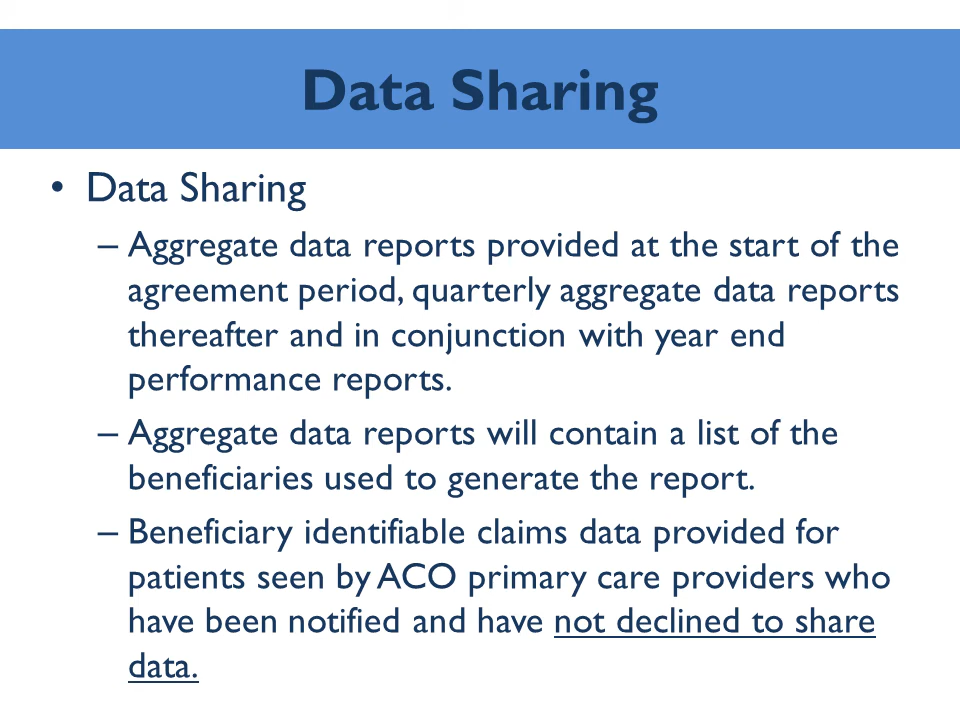 Data Sharing
• Data Sharing
– Aggregate data reports provided at the start of the
agreement period, quarterly aggregate data reports
thereafter and in conjunction with year end
performance reports.
– Aggregate data reports will contain a list of the
beneficiaries used to generate the report.
– Beneficiary identifiable claims data provided for
patients seen by ACO primary care providers who
have been notified and have not declined to share
data.